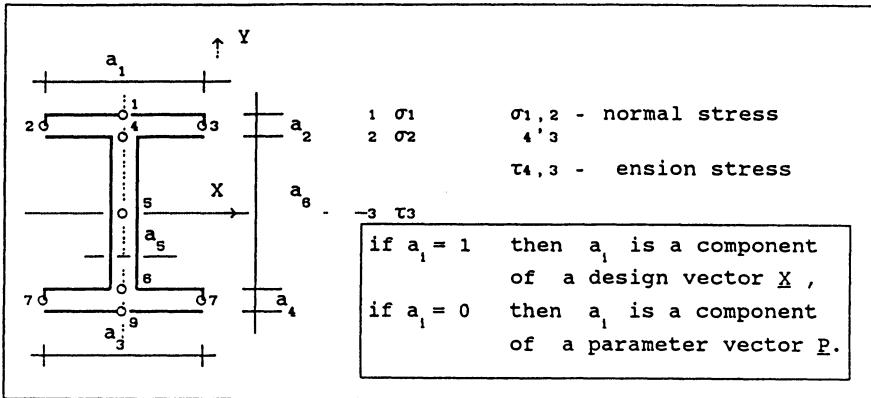 Y
a1
1
2 4 3
a2
1 σ1 σ1,2 - normal stress
2 σ2 4'3
τ4,3 - ension stress
X
a6 - -3 τ3
5
a5
6
7 7
a4
9
a3
if a1 = 1 then a1 is a component
of a design vector X ,
if a1 = 0 then a1 is a component
of a parameter vector P.